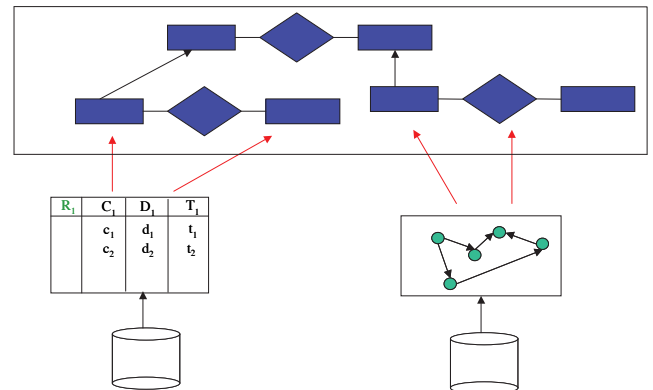 R₁ C₁ D₁ T₁
c₁ d₁ t₁
c₂ d₂ t₂